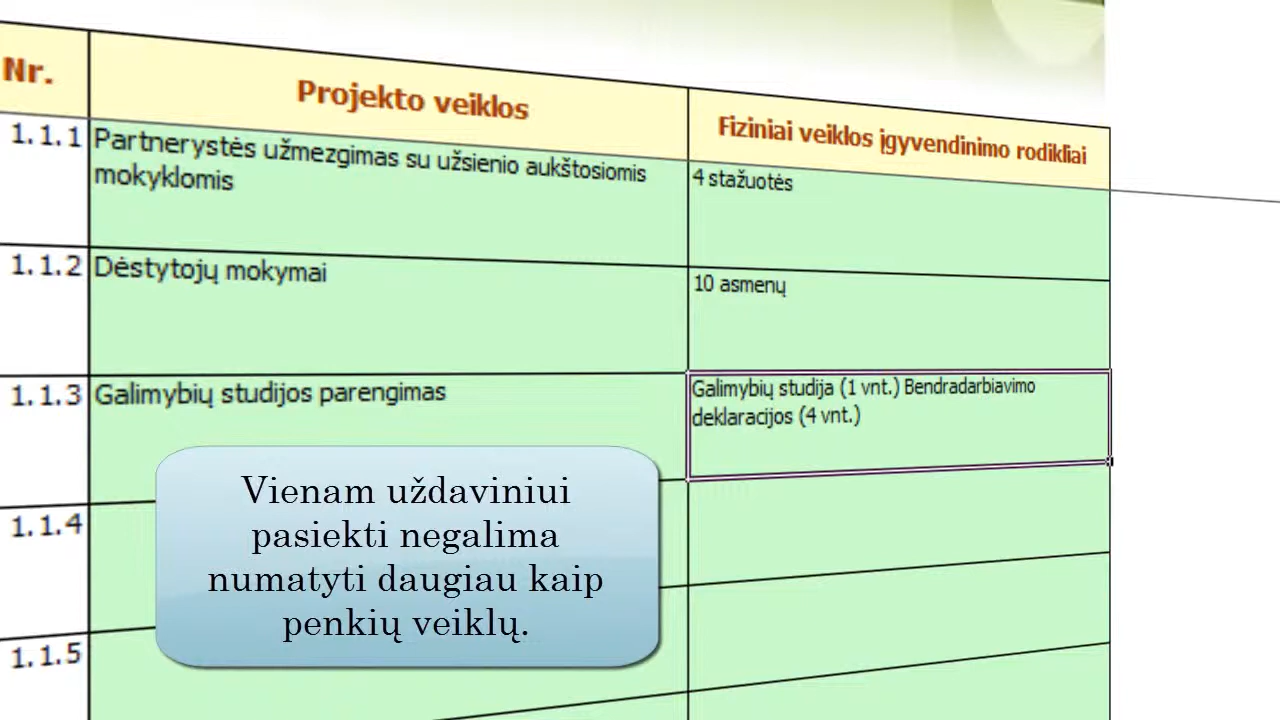 Nr.
Projekto veiklos
Fiziniai veiklos įgyvendinimo rodikliai
1.1.1
Partnerystės užmezgimas su užsienio aukštosiomis
mokyklomis
4 stažuotės
1.1.2
Dėstytojų mokymai
10 asmenų
1.1.3
Galimybių studijos parengimas
Galimybių studija (1 vnt.) Bendradarbiavimo
deklaracijos (4 vnt.)
1.1.4
1.1.5
Vienam uždaviniui
pasiekti negalima
numatyti daugiau kaip
penkių veiklų.